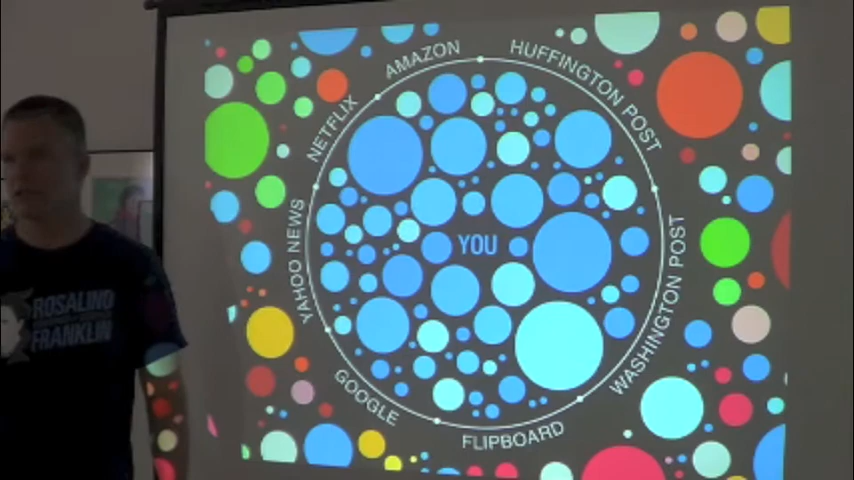 AMAZON
HUFFINGTON POST
NETFLIX
YAHOO NEWS
YOU
WASHINGTON POST
GOOGLE
FLIPBOARD
ROSALIND
FRANKLIN